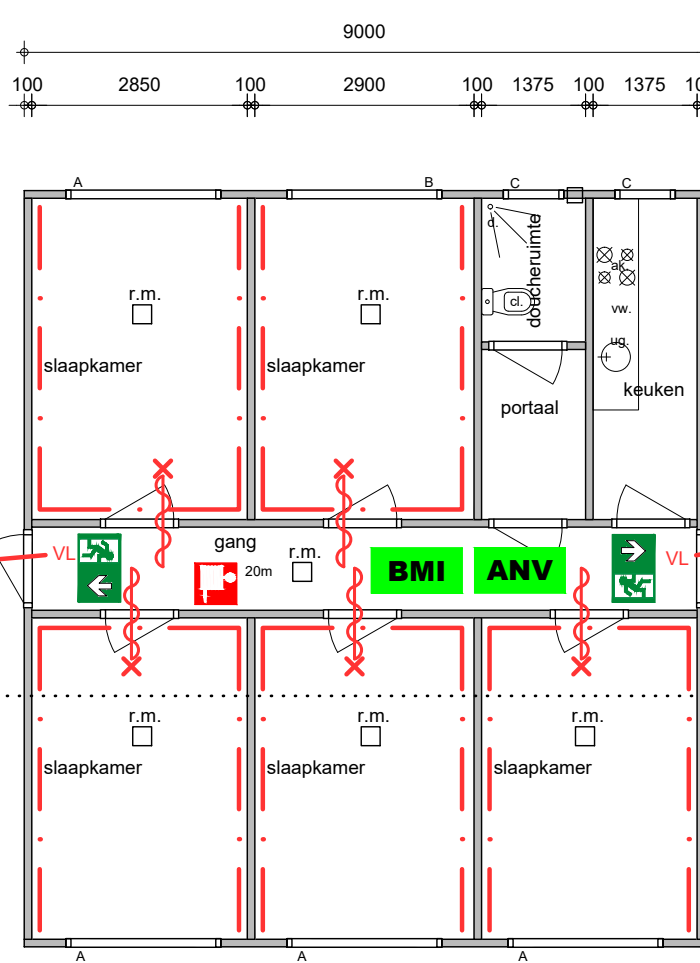 9000
100 2850 100 2900 100 1375 100 1375 10
A B C C
d.
doucheruimte
cl.
ak.
vw.
ug.
r.m. r.m.
slaapkamer slaapkamer
keuken
portaal
gang
VL r.m. VL
20m
BMI ANV
r.m. r.m. r.m.
slaapkamer slaapkamer slaapkamer
A A A